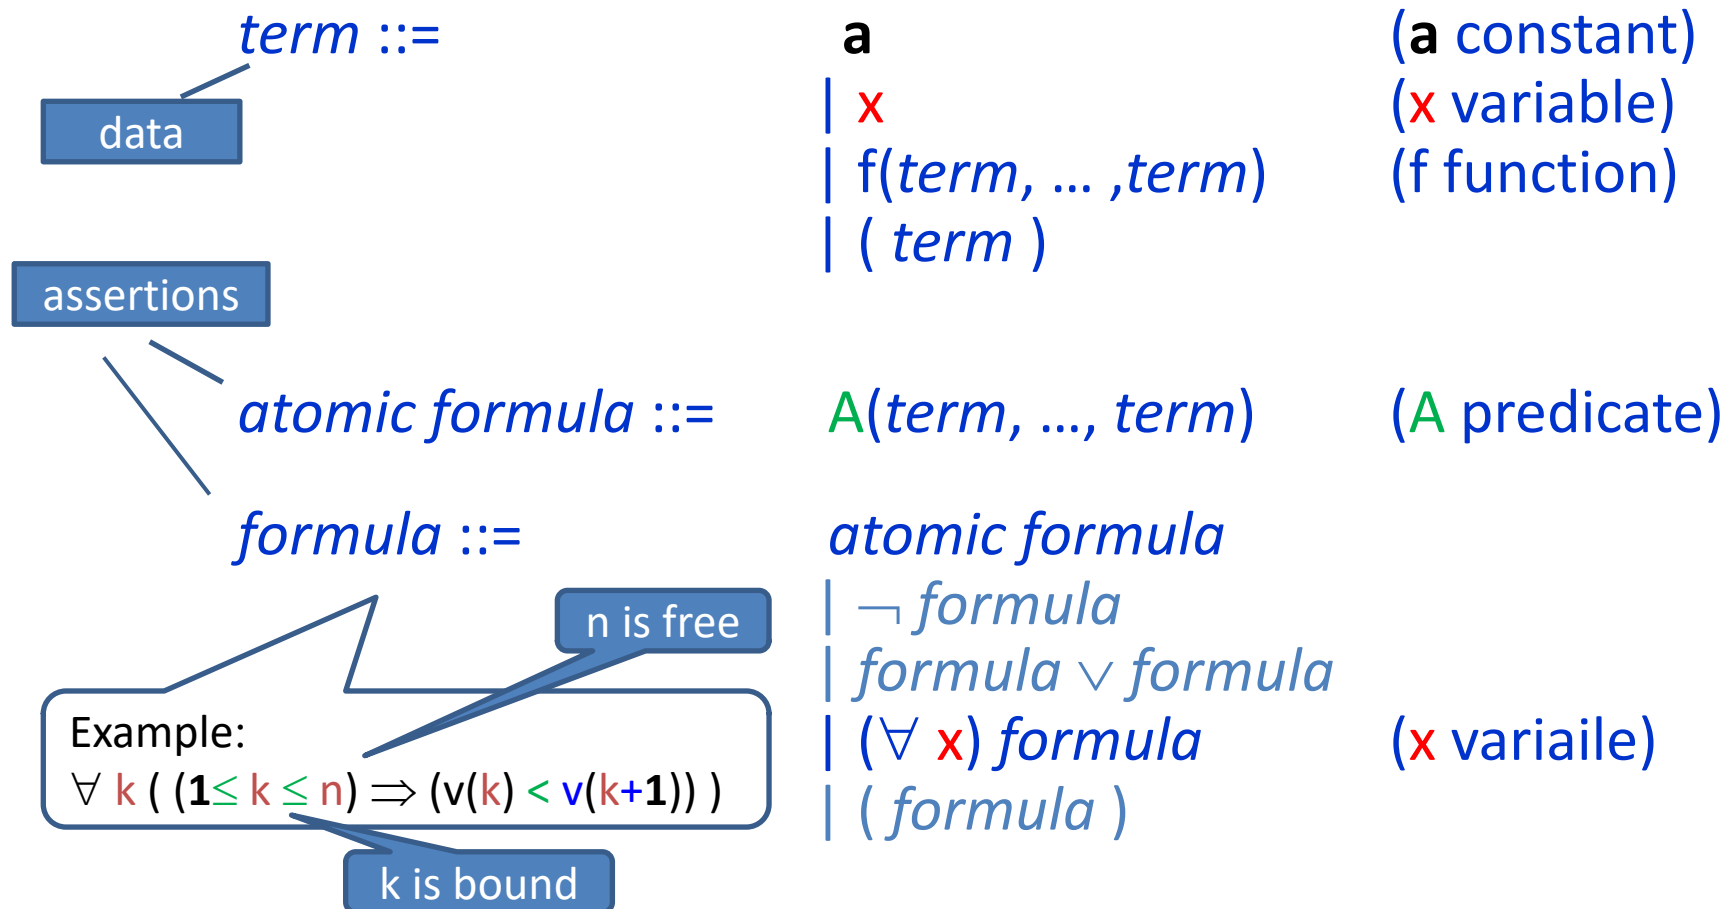 term ::= a (a constant)
| x (x variable)
data
| f(term, ... ,term) (f function)
| ( term )
assertions
atomic formula ::= A(term, ..., term) (A predicate)
formula ::= atomic formula
| ¬ formula
n is free
| formula ∨ formula
Example:
| (∀ x) formula (x variaile)
∀ k ( (1≤ k ≤ n) ⇒ (v(k) < v(k+1)) )
| ( formula )
k is bound